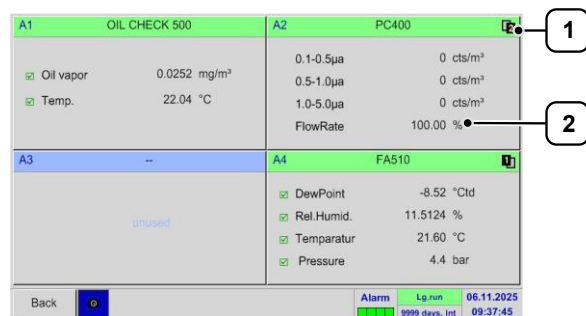 A1 OIL CHECK 500
Oil vapor 0.0252 mg/m³
Temp. 22.04 °C
A2 PC400 2
0.1-0.5µa 0 cts/m³
0.5-1.0µa 0 cts/m³
1.0-5.0µa 0 cts/m³
FlowRate 100.00 %
1
2
A3 --
unused
A4 FA510 1
DewPoint -8.52 °Ctd
Rel.Humid. 11.5124 %
Temparatur 21.60 °C
Pressure 4.4 bar
Back
Alarm
Lg.run
9999 days. Int
06.11.2025
09:37:45